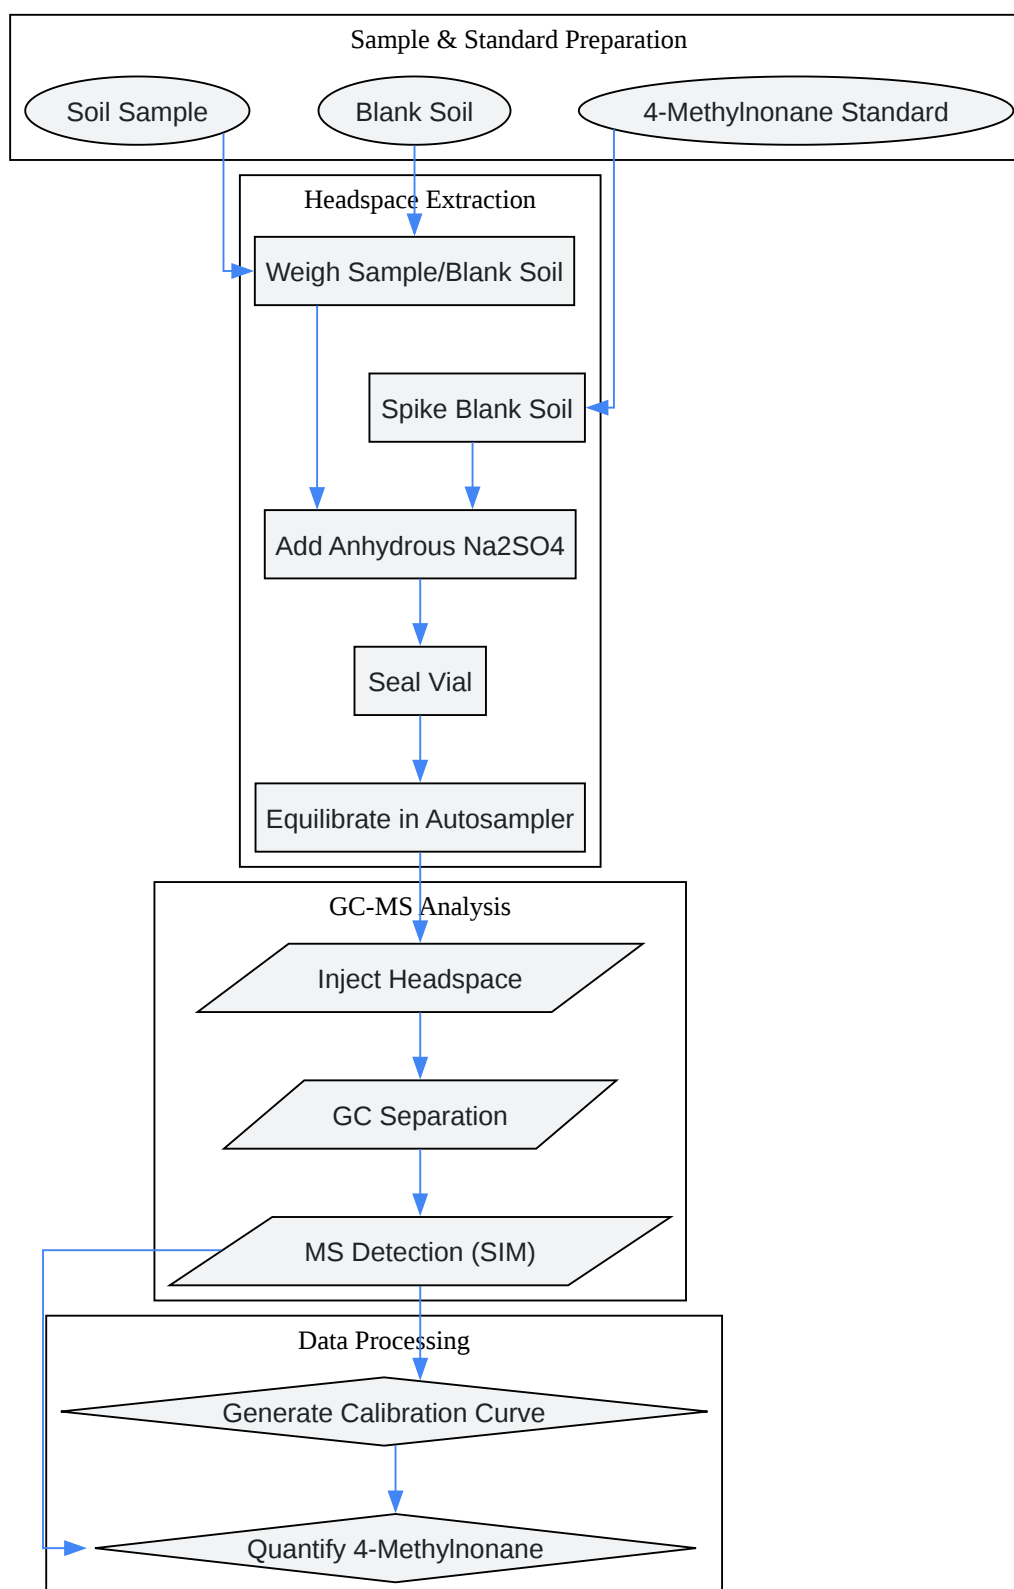 Sample & Standard Preparation
Soil Sample
Blank Soil
4-Methylnonane Standard
Headspace Extraction
Weigh Sample/Blank Soil
Spike Blank Soil
Add Anhydrous Na2SO4
Seal Vial
Equilibrate in Autosampler
GC-MS Analysis
Inject Headspace
GC Separation
MS Detection (SIM)
Data Processing
Generate Calibration Curve
Quantify 4-Methylnonane